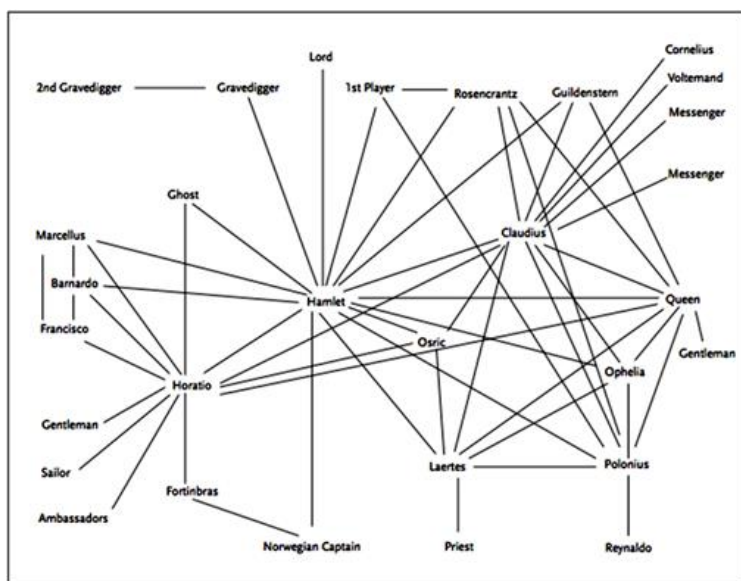 Cornelius
Lord
Voltemand
2nd Gravedigger Gravedigger 1st Player Rosencrantz Guildenstern
Messenger
Messenger
Ghost
Marcellus Claudius
Barnardo
Hamlet Queen
Francisco
Osric
Gentleman
Ophelia
Horatio
Gentleman
Laertes Polonius
Sailor
Fortinbras
Ambassadors
Norwegian Captain Priest Reynaldo